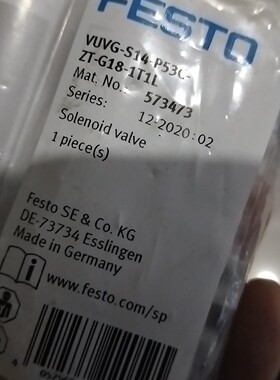 FESTO
VUVG-S14-P53C-
ZT-G18-1T1L
Mat. No.: 573473
Series: 12-2020:02
Solenoid valve
1 piece(s)
Festo SE & Co. KG
DE-73734 Esslingen
Made in Germany
www.festo.com/sp